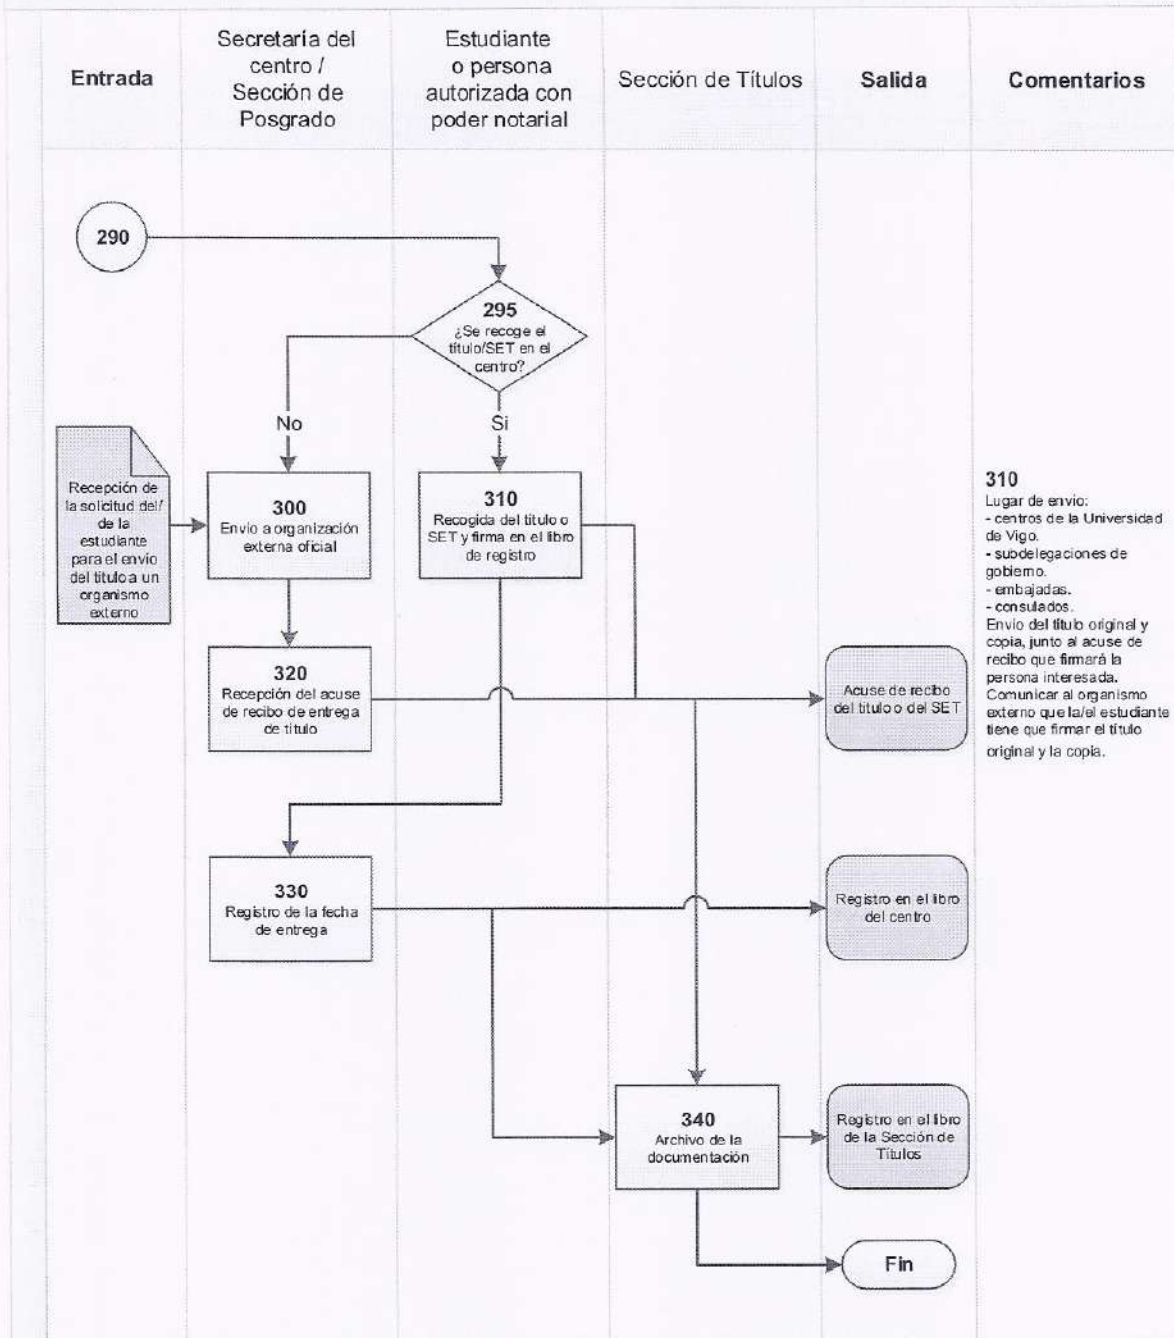 Entrada
Secretaría del
centro /
Sección de
Posgrado
Estudiante
o persona
autorizada con
poder notarial
Sección de Títulos
Salida
Comentarios
290
295
¿Se recoge el
título/SET en el
centro?
No
Si
Recepción de
la solicitud del/
de la
estudiante
para el envío
del título a un
organismo
externo
300
Envío a organización
externa oficial
310
Recogida del título o
SET y firma en el libro
de registro
310
Lugar de envío:
- centros de la Universidad
de Vigo.
- subdelegaciones de
gobierno.
- embajadas.
- consulados.
Envío del título original y
copia, junto al acuse de
recibo que firmará la
persona interesada.
Comunicar al organismo
externo que la/el estudiante
tiene que firmar el título
original y la copia.
320
Recepción del acuse
de recibo de entrega
de título
Acuse de recibo
del título o del SET
330
Registro de la fecha
de entrega
Registro en el libro
del centro
340
Archivo de la
documentación
Registro en el libro
de la Sección de
Títulos
Fin